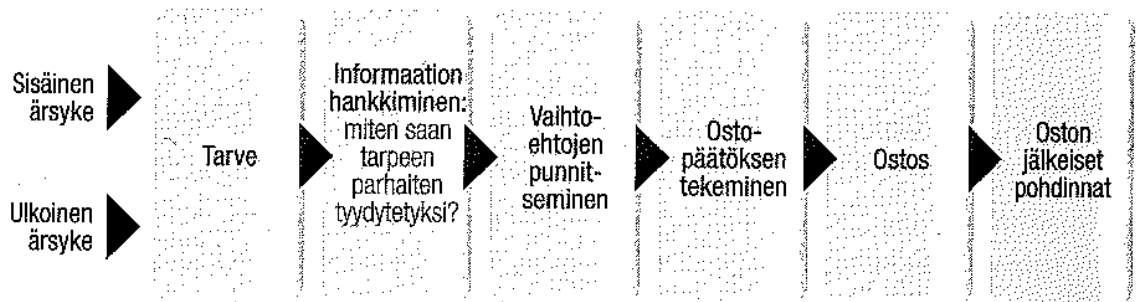 Sisäinen
ärsyke
Ulkoinen
ärsyke
Tarve
Informaation
hankkiminen:
miten saan
tarpeen
parhaiten
tyydytetyksi?
Vaihto-
ehtojen
punnit-
seminen
Osto-
päätöksen
tekeminen
Ostos
Oston
jälkeiset
pohdinnat